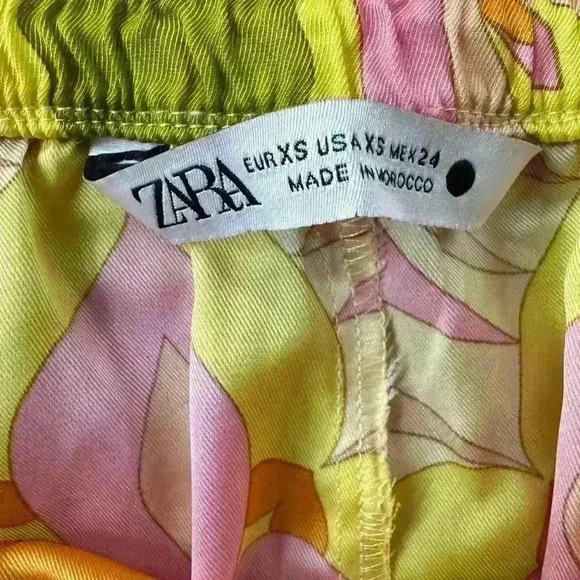 ZARA
EUR XS USA XS MEX 24
MADE IN MOROCCO